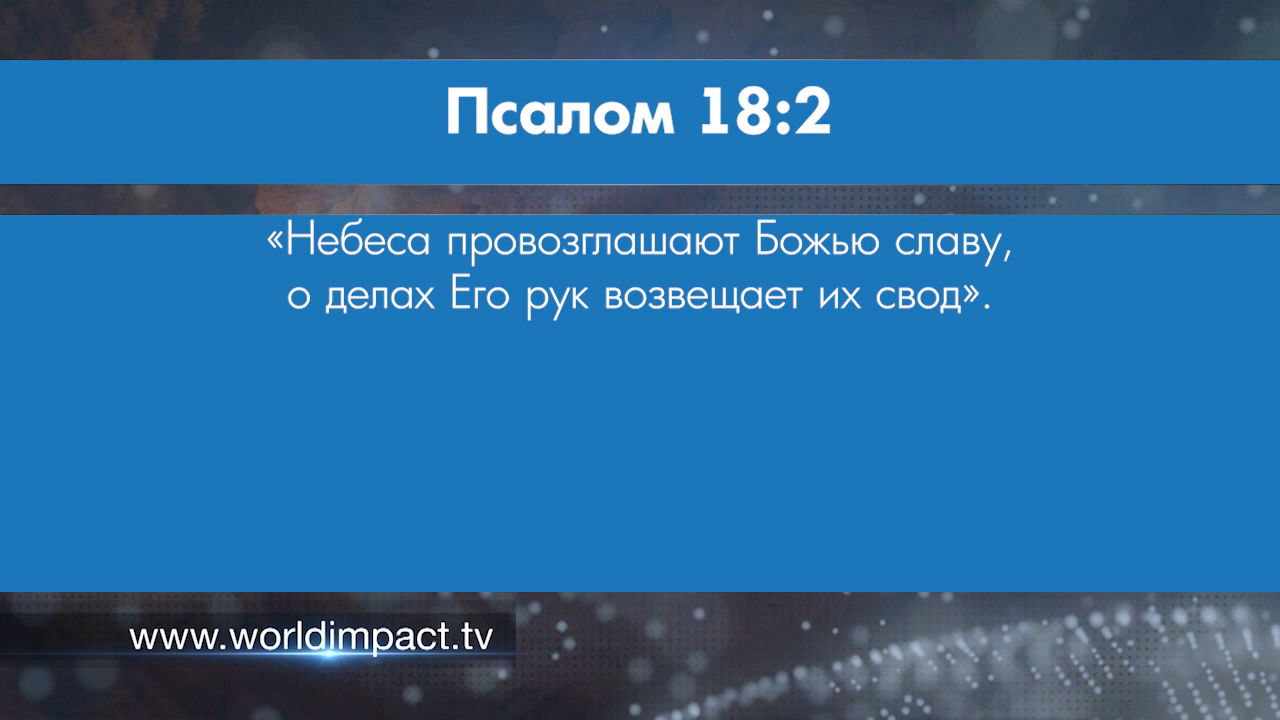 Псалом 18:2
«Небеса провозглашают Божью славу,
о делах Его рук возвещает их свод».
www.worldimpact.tv